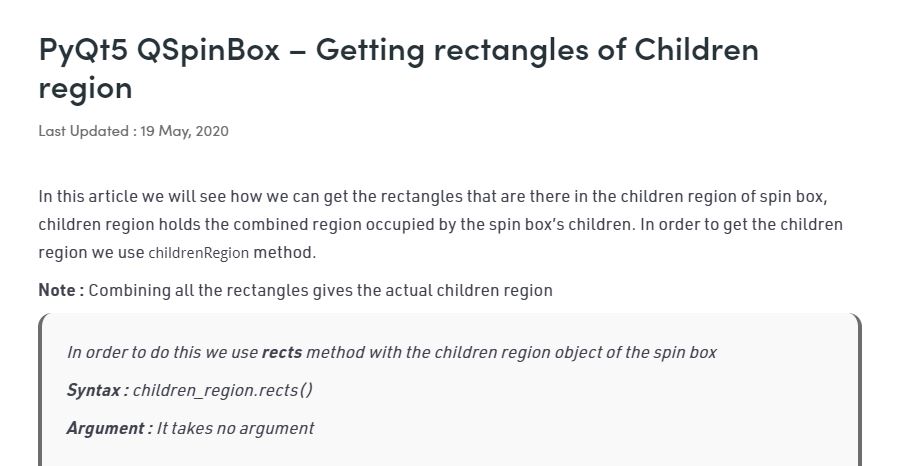 PyQt5 QSpinBox – Getting rectangles of Children
region
Last Updated : 19 May, 2020
In this article we will see how we can get the rectangles that are there in the children region of spin box,
children region holds the combined region occupied by the spin box's children. In order to get the children
region we use childrenRegion method.
Note : Combining all the rectangles gives the actual children region
In order to do this we use rects method with the children region object of the spin box
Syntax : children_region.rects()
Argument : It takes no argument